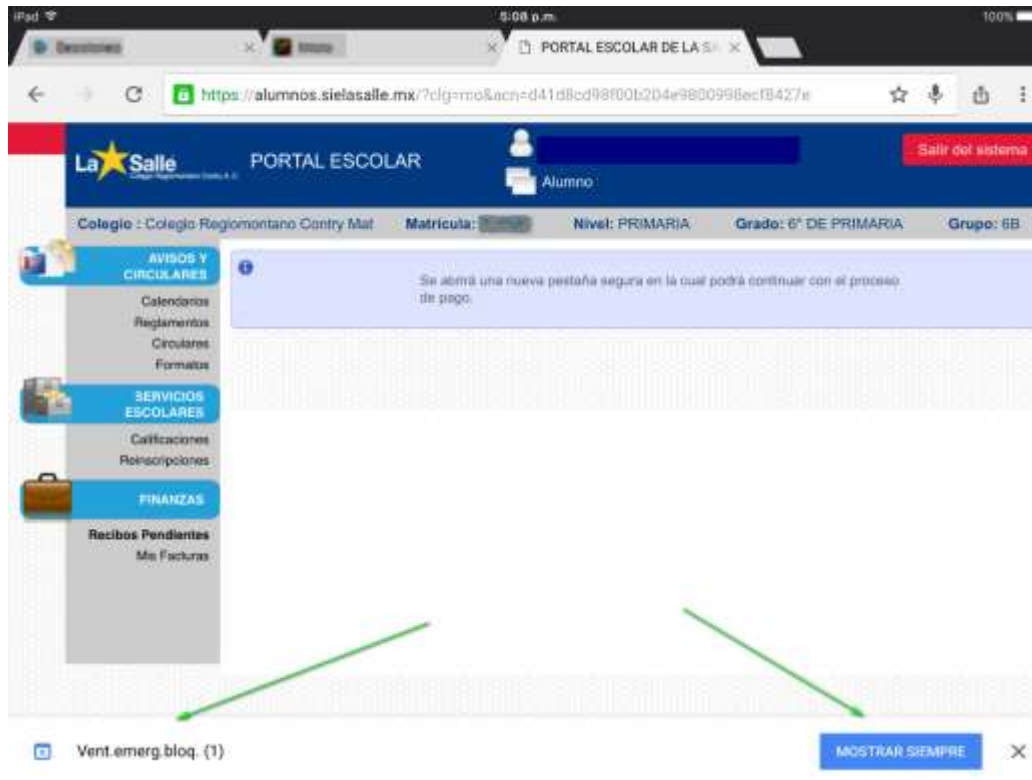 iPad
5:08 p.m.
100%
PORTAL ESCOLAR DE LA SA
https://alumnos.sielasalle.mx/?clg=mo&acn=d41d8cd98f00b204e9800998ecf8427e
La Salle
PORTAL ESCOLAR
Salir del sistema
Alumno
Colegio : Colegio Regiomontano Contry Mat Matrícula: Nivel: PRIMARIA Grado: 6° DE PRIMARIA Grupo: 6B
AVISOS Y
CIRCULARES
Calendarios
Reglamentos
Circulares
Formatos
Se abrirá una nueva pestaña segura en la cual podrá continuar con el proceso
de pago.
SERVICIOS
ESCOLARES
Calificaciones
Reinscripciones
FINANZAS
Recibos Pendientes
Mis Facturas
Vent.emerg.bloq. (1)
MOSTRAR SIEMPRE